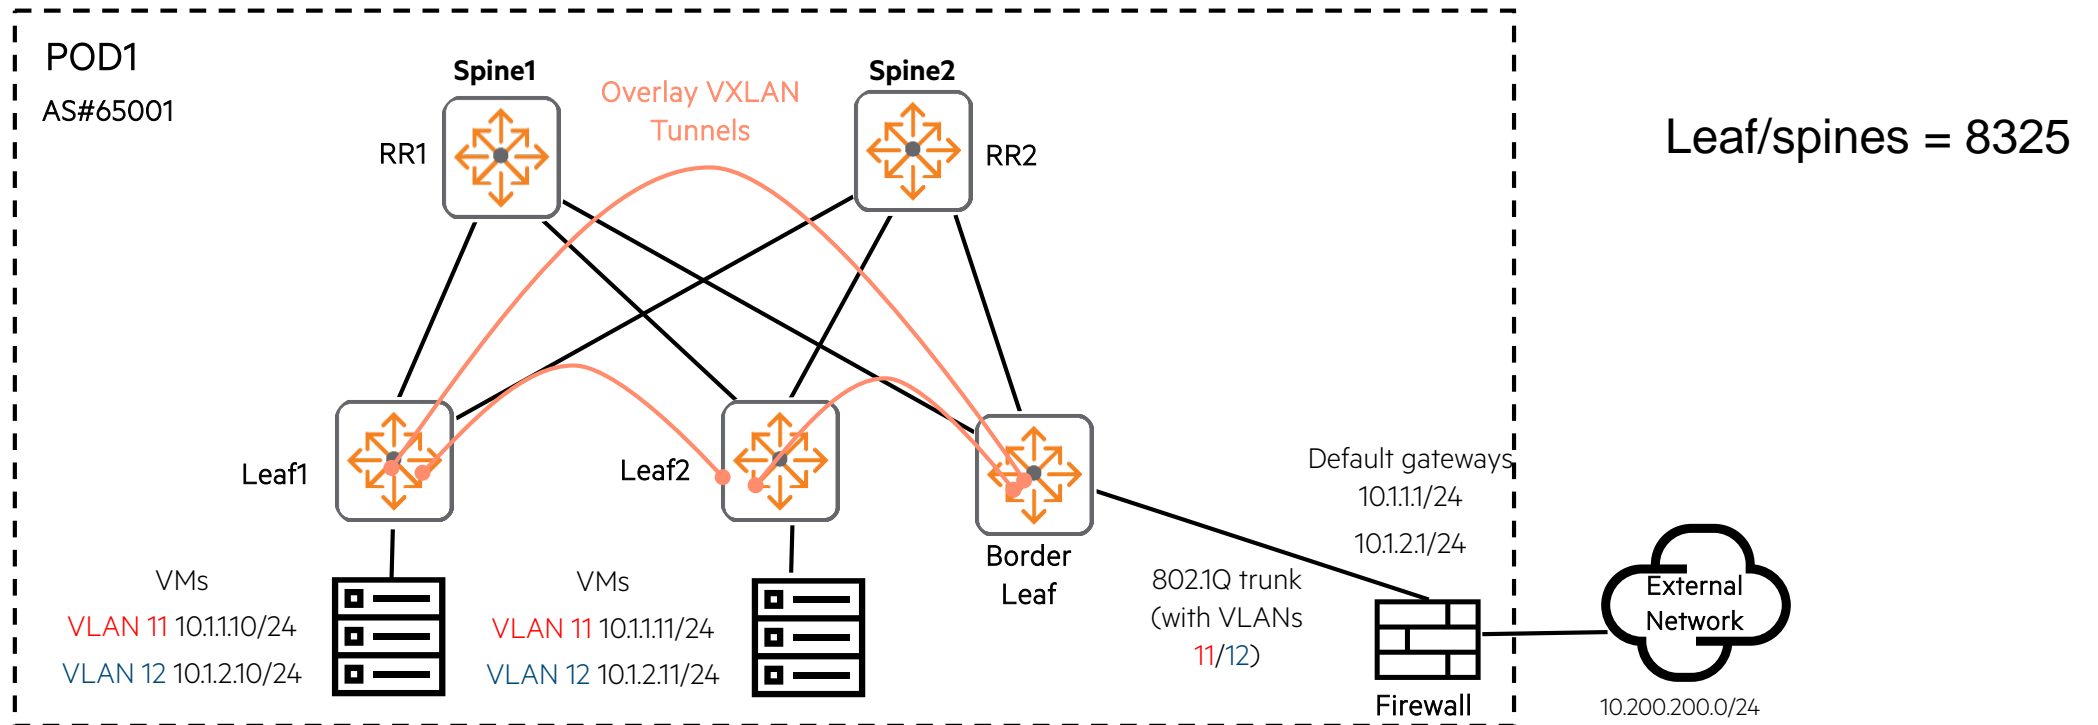 POD1
AS#65001
Spine1
Spine2
Overlay VXLAN
Tunnels
RR1
RR2
Leaf/spines = 8325
Leaf1
Leaf2
Border
Leaf
Default gateways
10.1.1.1/24
10.1.2.1/24
VMs
VLAN 11 10.1.1.10/24
VLAN 12 10.1.2.10/24
VMs
VLAN 11 10.1.1.11/24
VLAN 12 10.1.2.11/24
802.1Q trunk
(with VLANs
11/12)
Firewall
External
Network
10.200.200.0/24